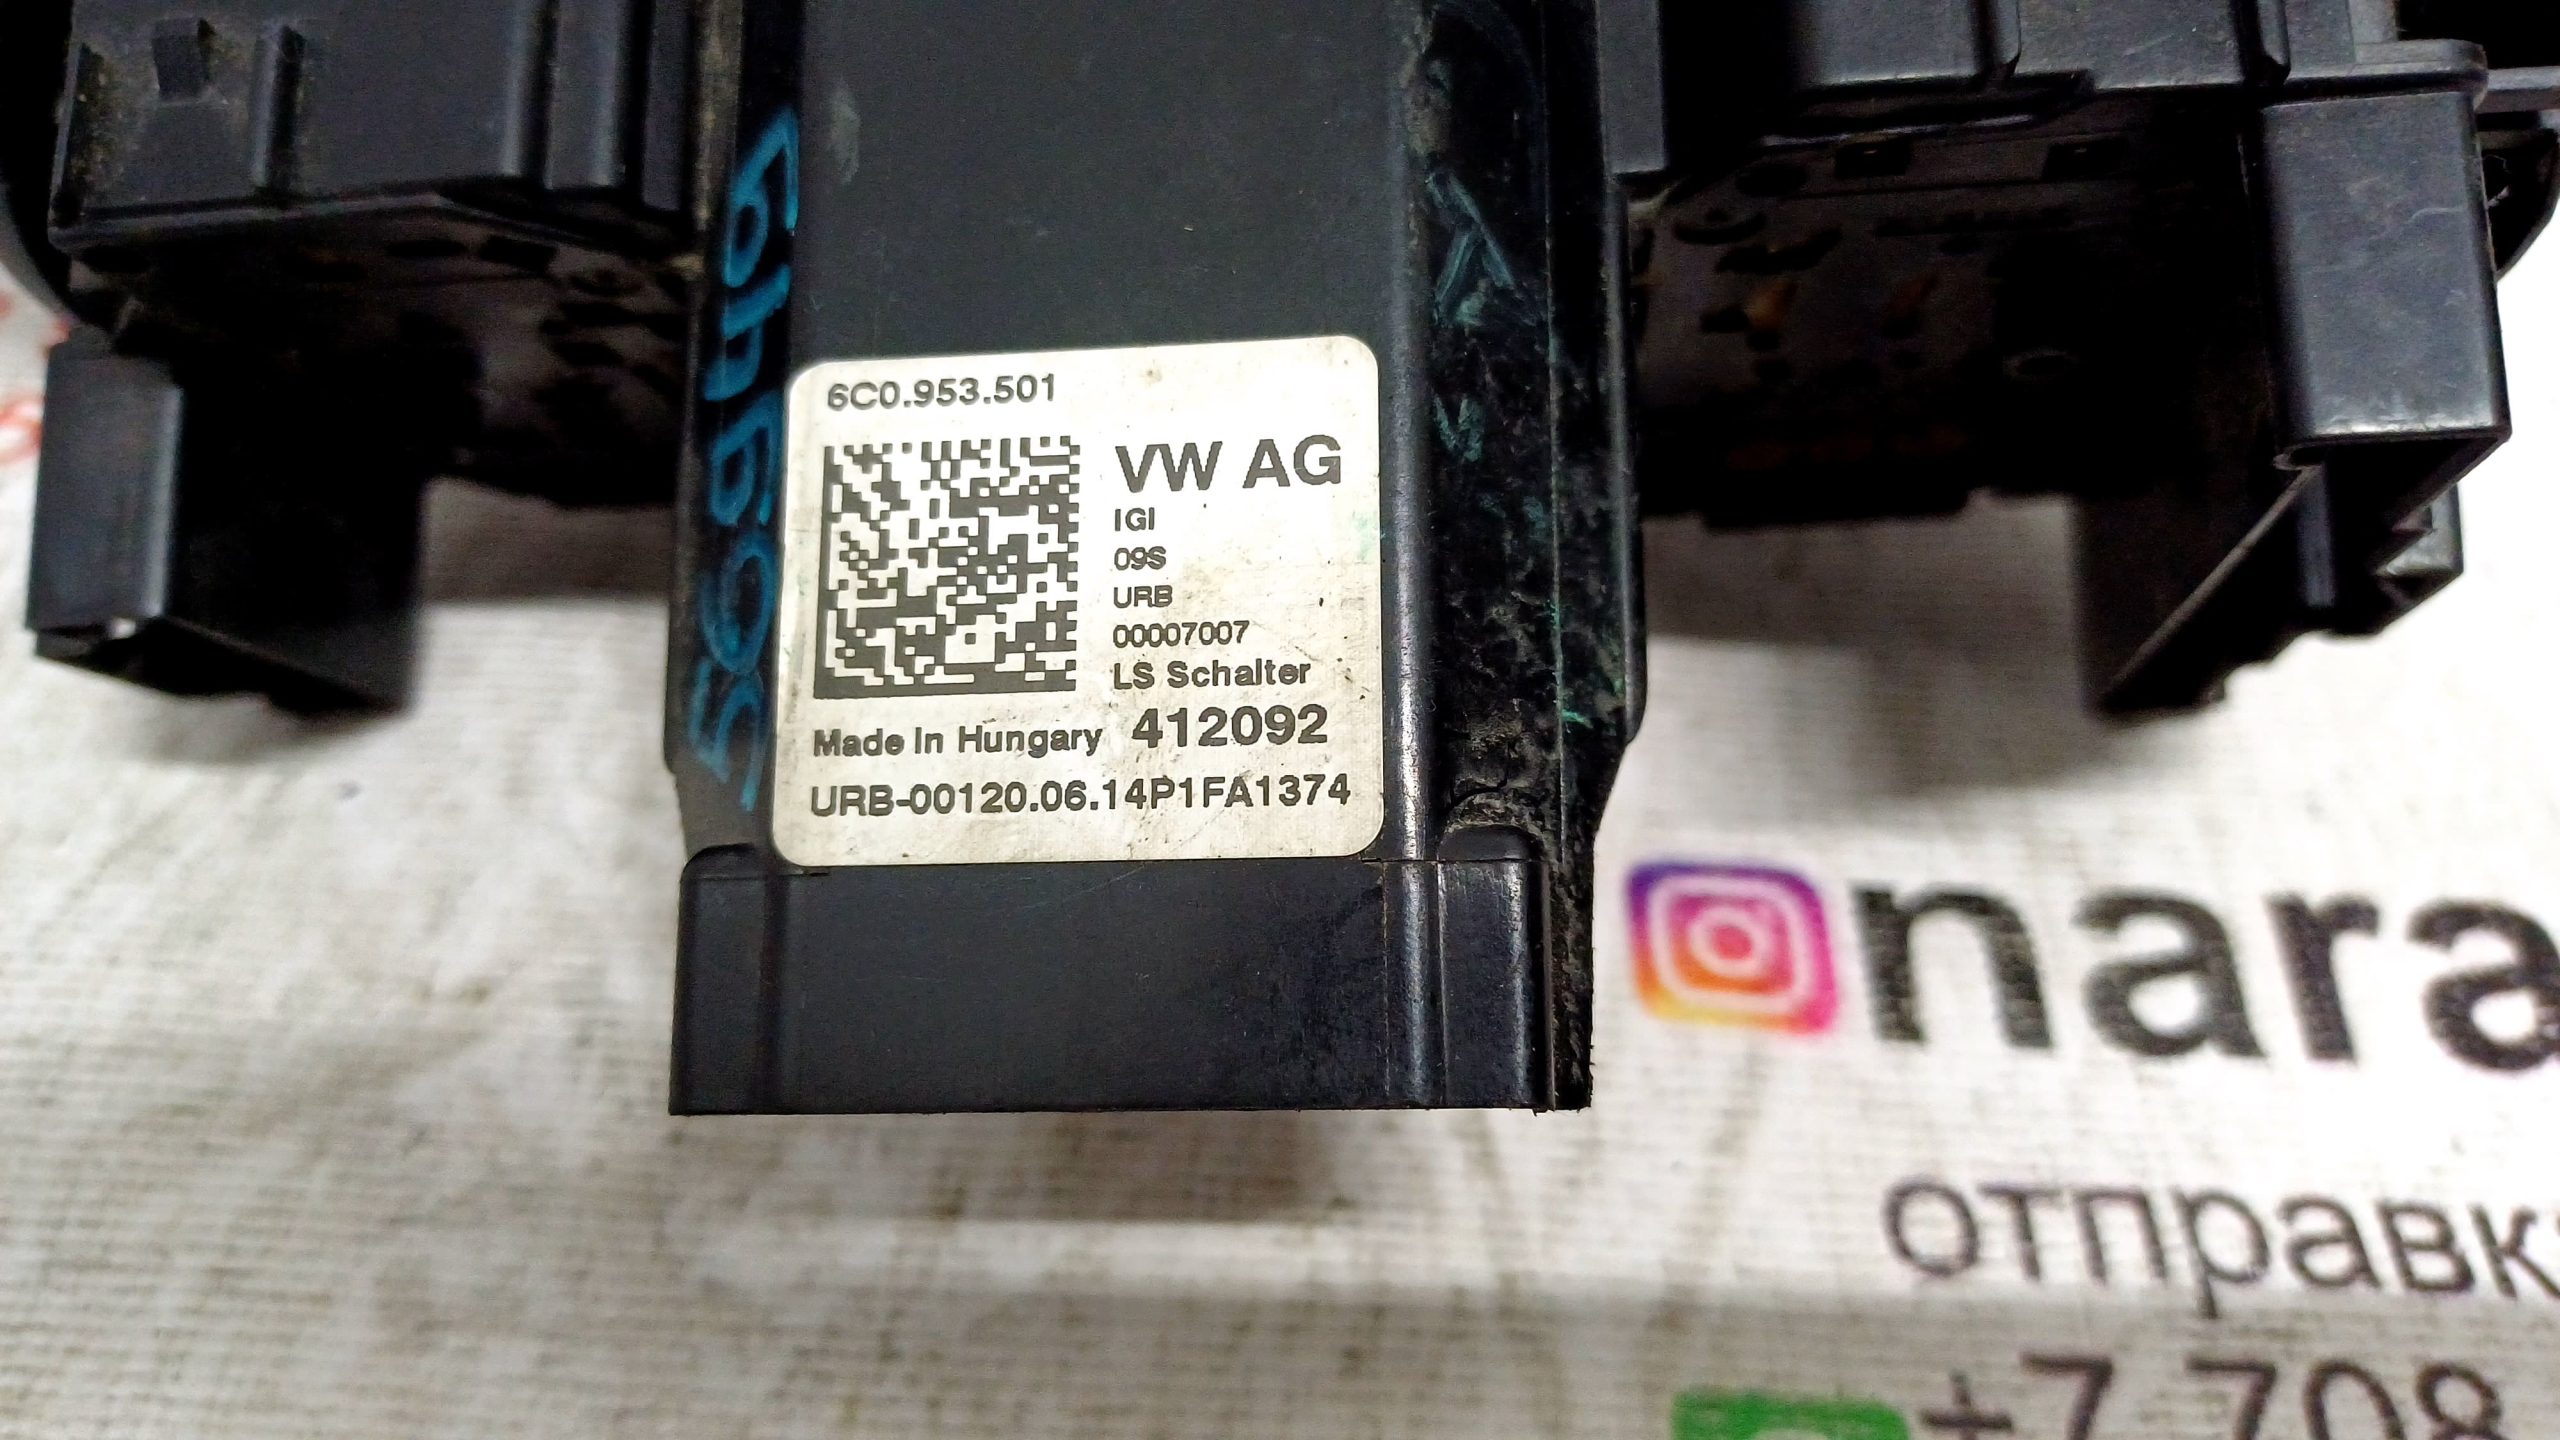 6C0.953.501
VW AG
IGI
09S
URB
00007007
LS Schalter
Made in Hungary 412092
URB-00120.06.14P1FA1374
nara
отправк
+7 708